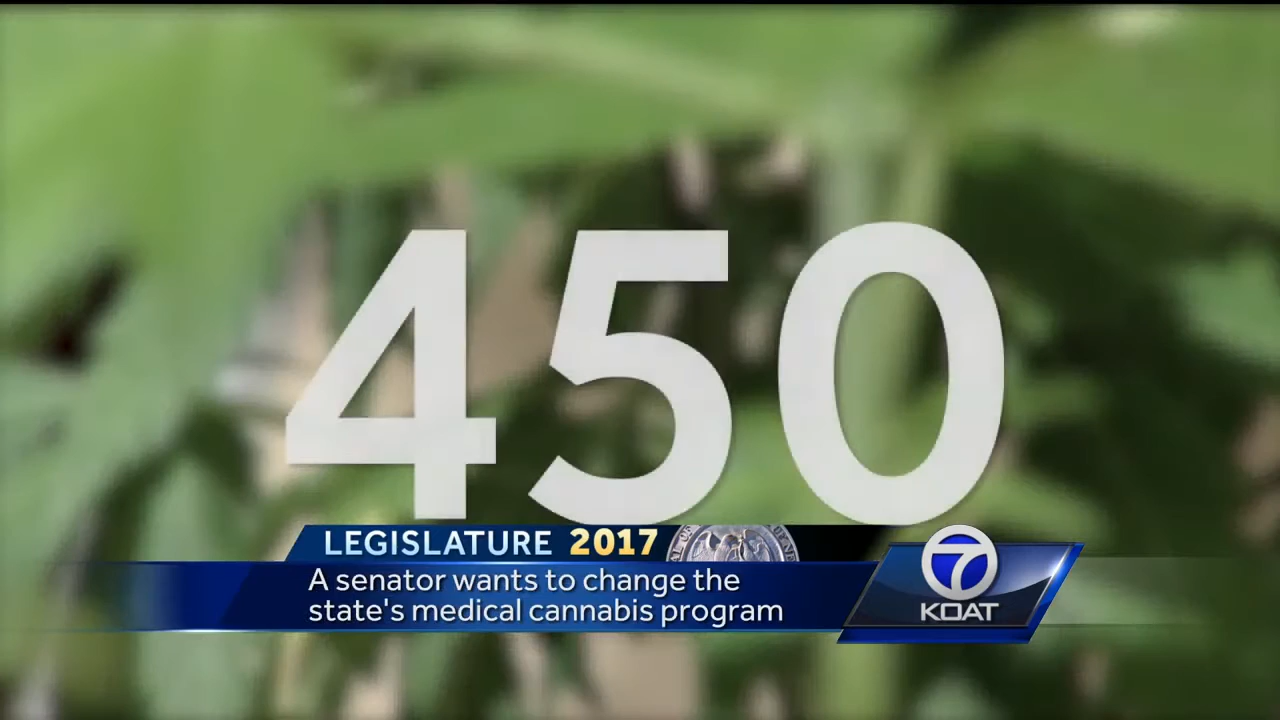 450
LEGISLATURE 2017
A senator wants to change the
state's medical cannabis program
7
KOAT